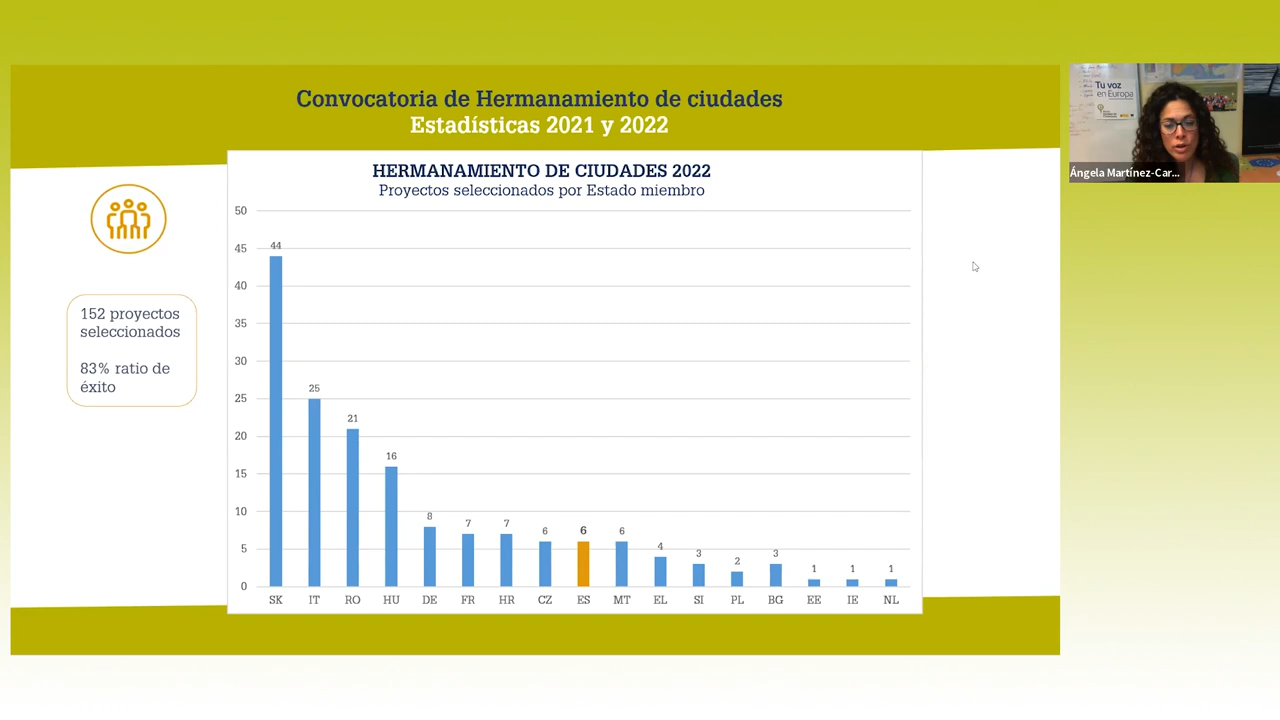 Convocatoria de Hermanamiento de ciudades
Estadísticas 2021 y 2022
HERMANAMIENTO DE CIUDADES 2022
Proyectos seleccionados por Estado miembro
152 proyectos
seleccionados
83% ratio de
éxito
50
45
40
35
30
25
20
15
10
5
0
44
25
21
16
8
7
7
6
6
6
4
3
2
3
1
1
1
SK IT RO HU DE FR HR CZ ES MT EL SI PL BG EE IE NL
Tu voz
en Europa
Ángela Martínez-Car...